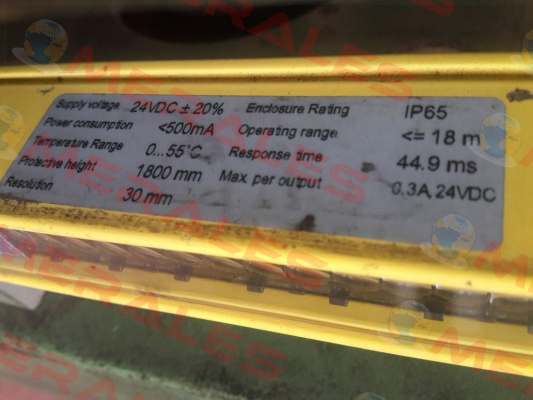 Supply voltage 24VDC ± 20% Enclosure Rating IP65
Power consumption <500mA Operating range <= 18 m
Temperature Range 0...55°C Response time 44.9 ms
Protective height 1800 mm Max. per output 0.3A, 24VDC
Resolution 30 mm
MERALES